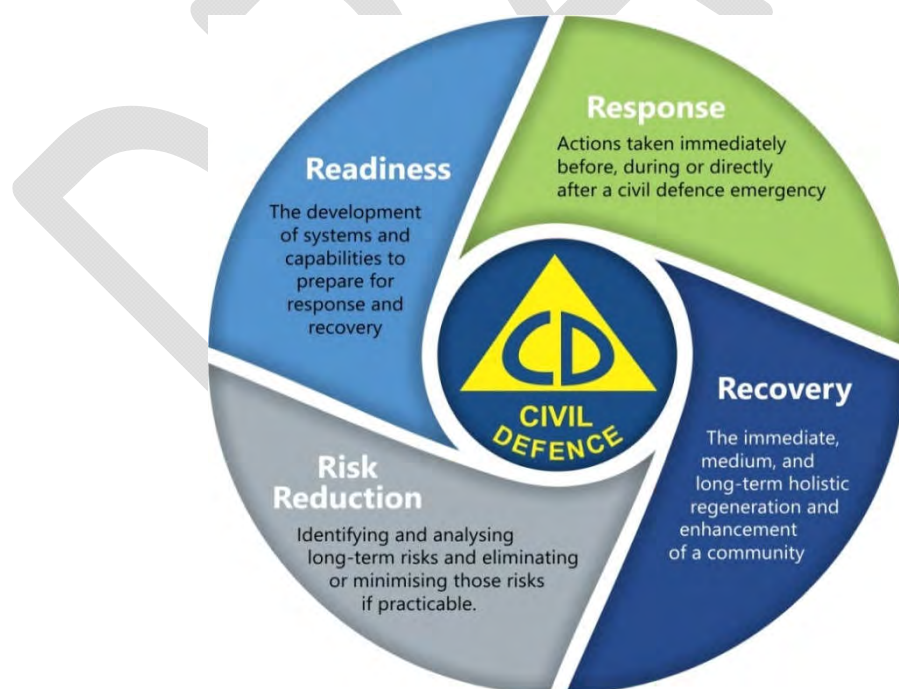 Readiness
The development
of systems and
capabilities to
prepare for
response and
recovery
Response
Actions taken immediately
before, during or directly
after a civil defence emergency
Recovery
The immediate,
medium, and
long-term holistic
regeneration and
enhancement
of a community
Risk
Reduction
Identifying and analysing
long-term risks and eliminating
or minimising those risks
if practicable.
CD
CIVIL
DEFENCE